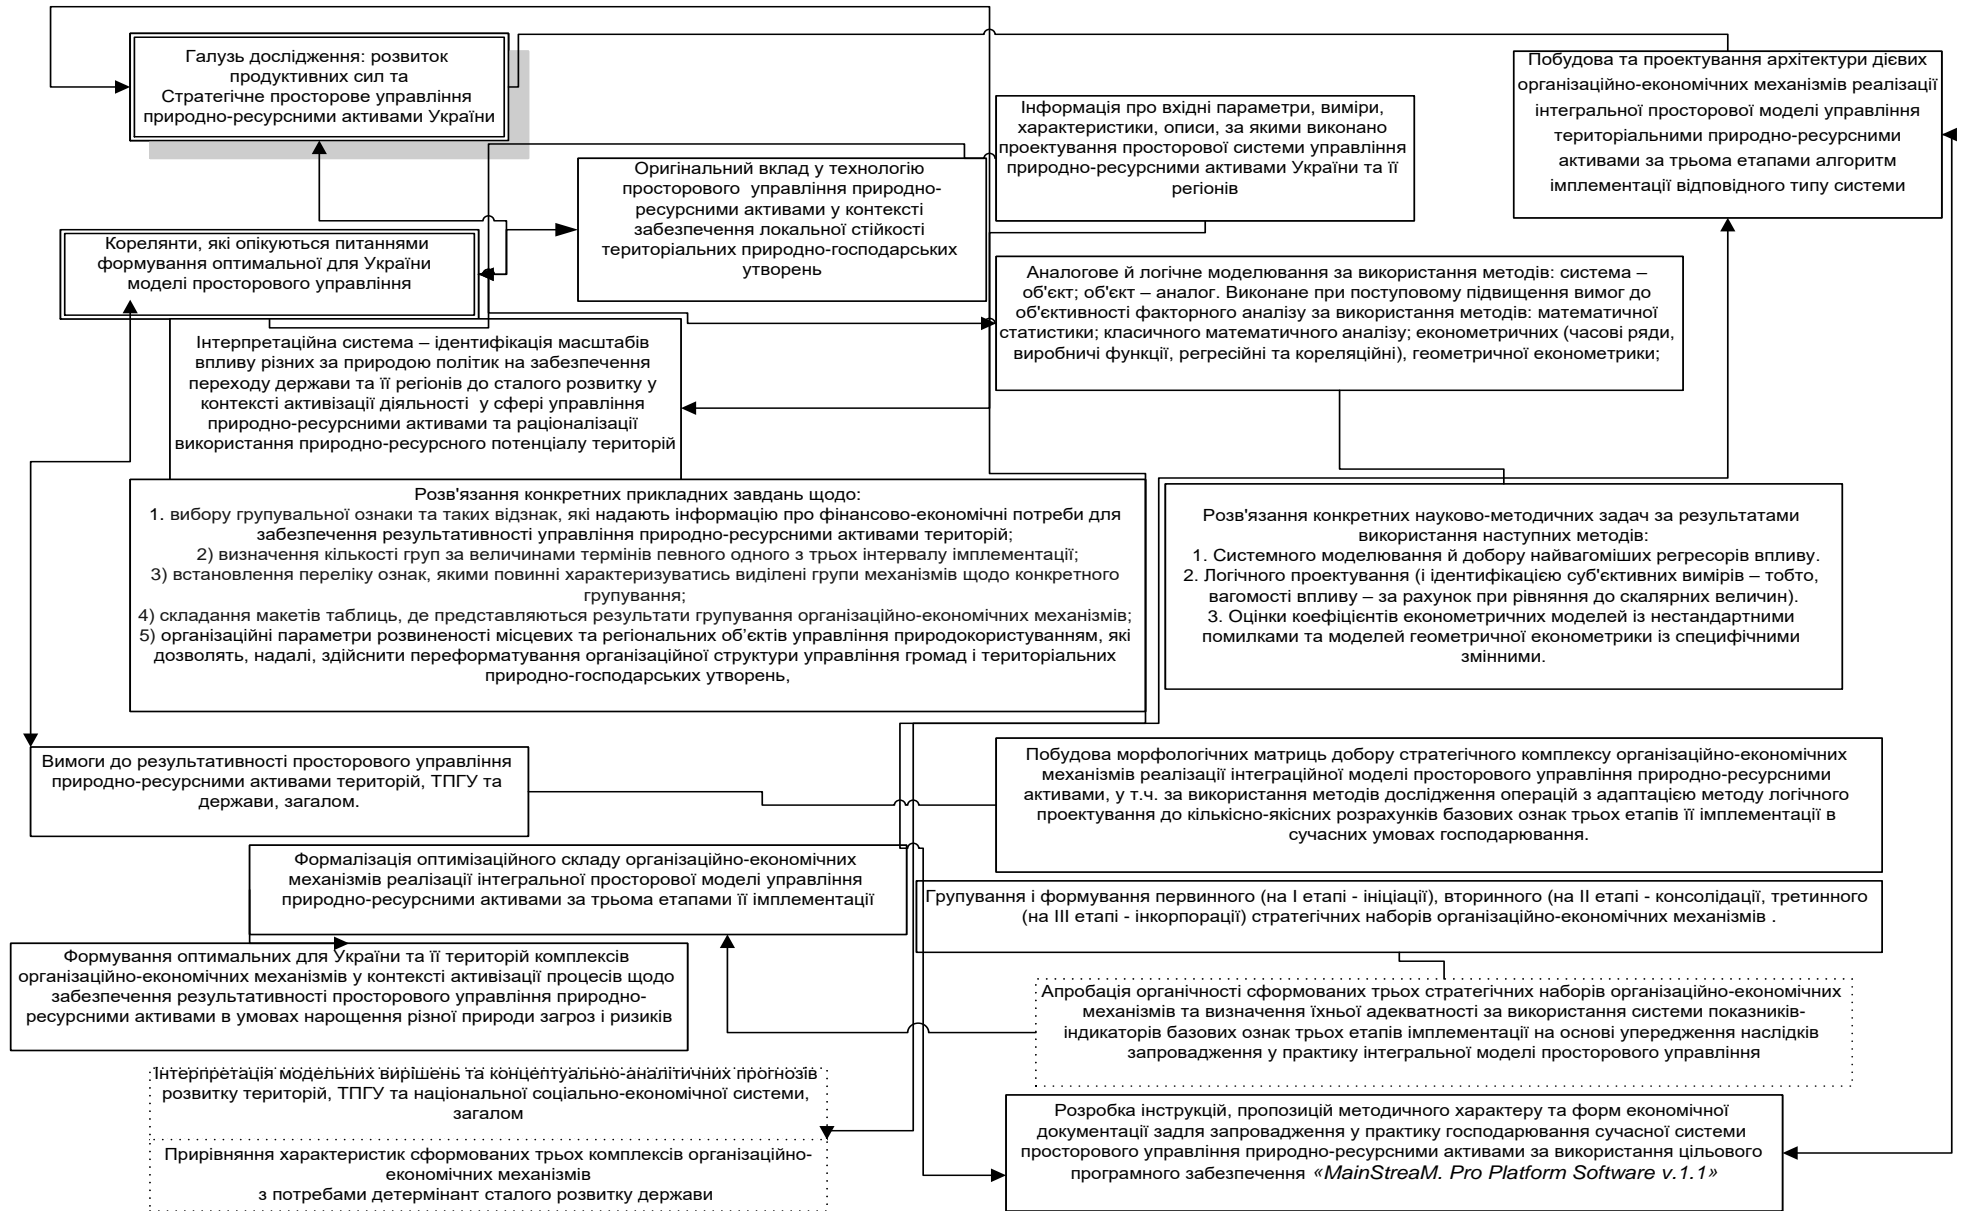 Галузь дослідження: розвиток
продуктивних сил та
Стратегічне просторове управління
природно-ресурсними активами України
Побудова та проектування архітектури дієвих
організаційно-економічних механізмів реалізації
інтегральної просторової моделі управління
територіальними природно-ресурсними
активами за трьома етапами алгоритм
імплементації відповідного типу системи
Інформація про вхідні параметри, виміри,
характеристики, описи, за якими виконано
проектування просторової системи управління
природно-ресурсними активами України та її
регіонів
Оригінальний вклад у технологію
просторового управління природно-
ресурсними активами у контексті
забезпечення локальної стійкості
територіальних природно-господарських
утворень
Корелянти, які опікуються питаннями
формування оптимальної для України
моделі просторового управління
Аналогове й логічне моделювання за використання методів: система –
об'єкт; об'єкт – аналог. Виконане при поступовому підвищення вимог до
об'єктивності факторного аналізу за використання методів: математичної
статистики; класичного математичного аналізу; економетричних (часові ряди,
виробничі функції, регресійні та кореляційні), геометричної економетрики;
Інтерпретаційна система – ідентифікація масштабів
впливу різних за природою політик на забезпечення
переходу держави та її регіонів до сталого розвитку у
контексті активізації діяльності у сфері управління
природно-ресурсними активами та раціоналізації
використання природно-ресурсного потенціалу територій
Розв'язання конкретних прикладних завдань щодо:
1. вибору групувальної ознаки та таких відзнак, які надають інформацію про фінансово-економічні потреби для
забезпечення результативності управління природно-ресурсними активами територій;
2) визначення кількості груп за величинами термінів певного одного з трьох інтервалу імплементації;
3) встановлення переліку ознак, якими повинні характеризуватись виділені групи механізмів щодо конкретного
групування;
4) складання макетів таблиць, де представляються результати групування організаційно-економічних механізмів;
5) організаційні параметри розвиненості місцевих та регіональних об’єктів управління природокористуванням, які
дозволять, надалі, здійснити переформатування організаційної структури управління громад і територіальних
природно-господарських утворень,
Розв'язання конкретних науково-методичних задач за результатами
використання наступних методів:
1. Системного моделювання й добору найвагоміших регресорів впливу.
2. Логічного проектування (і ідентифікацією суб'єктивних вимірів – тобто,
вагомості впливу – за рахунок при рівняння до скалярних величин).
3. Оцінки коефіцієнтів економетричних моделей із нестандартними
помилками та моделей геометричної економетрики із специфічними
змінними.
Вимоги до результативності просторового управління
природно-ресурсними активами територій, ТПГУ та
держави, загалом.
Побудова морфологічних матриць добору стратегічного комплексу організаційно-економічних
механізмів реалізації інтеграційної моделі просторового управління природно-ресурсними
активами, у т.ч. за використання методів дослідження операцій з адаптацією методу логічного
проектування до кількісно-якісних розрахунків базових ознак трьох етапів її імплементації в
сучасних умовах господарювання.
Формалізація оптимізаційного складу організаційно-економічних
механізмів реалізації інтегральної просторової моделі управління
природно-ресурсними активами за трьома етапами її імплементації
Групування і формування первинного (на І етапі - ініціації), вторинного (на ІІ етапі - консолідації, третинного
(на ІІІ етапі - інкорпорації) стратегічних наборів організаційно-економічних механізмів .
Формування оптимальних для України та її територій комплексів
організаційно-економічних механізмів у контексті активізації процесів щодо
забезпечення результативності просторового управління природно-
ресурсними активами в умовах нарощення різної природи загроз і ризиків
Апробація органічності сформованих трьох стратегічних наборів організаційно-економічних
механізмів та визначення їхньої адекватності за використання системи показників-
індикаторів базових ознак трьох етапів імплементації на основі упередження наслідків
запровадження у практику інтегральної моделі просторового управління
Інтерпретація модельних вирішень та концептуально-аналітичних прогнозів
розвитку територій, ТПГУ та національної соціально-економічної системи,
загалом
Прирівняння характеристик сформованих трьох комплексів організаційно-
економічних механізмів
з потребами детермінант сталого розвитку держави
Розробка інструкцій, пропозицій методичного характеру та форм економічної
документації задля запровадження у практику господарювання сучасної системи
просторового управління природно-ресурсними активами за використання цільового
програмного забезпечення «MainStreaM. Pro Platform Software v.1.1»